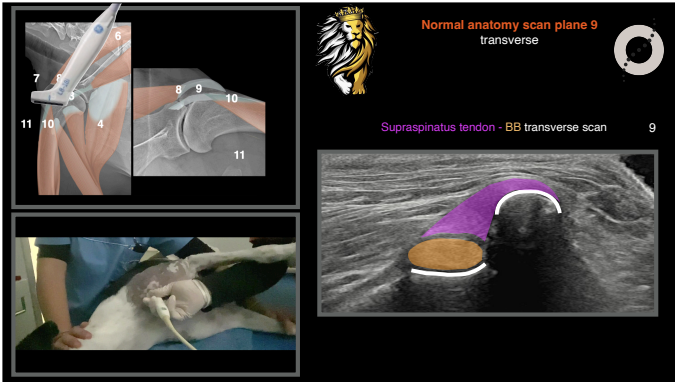 Normal anatomy scan plane 9
transverse
6
7 8
8 9 10
11 10 4
11
Supraspinatus tendon - BB transverse scan 9